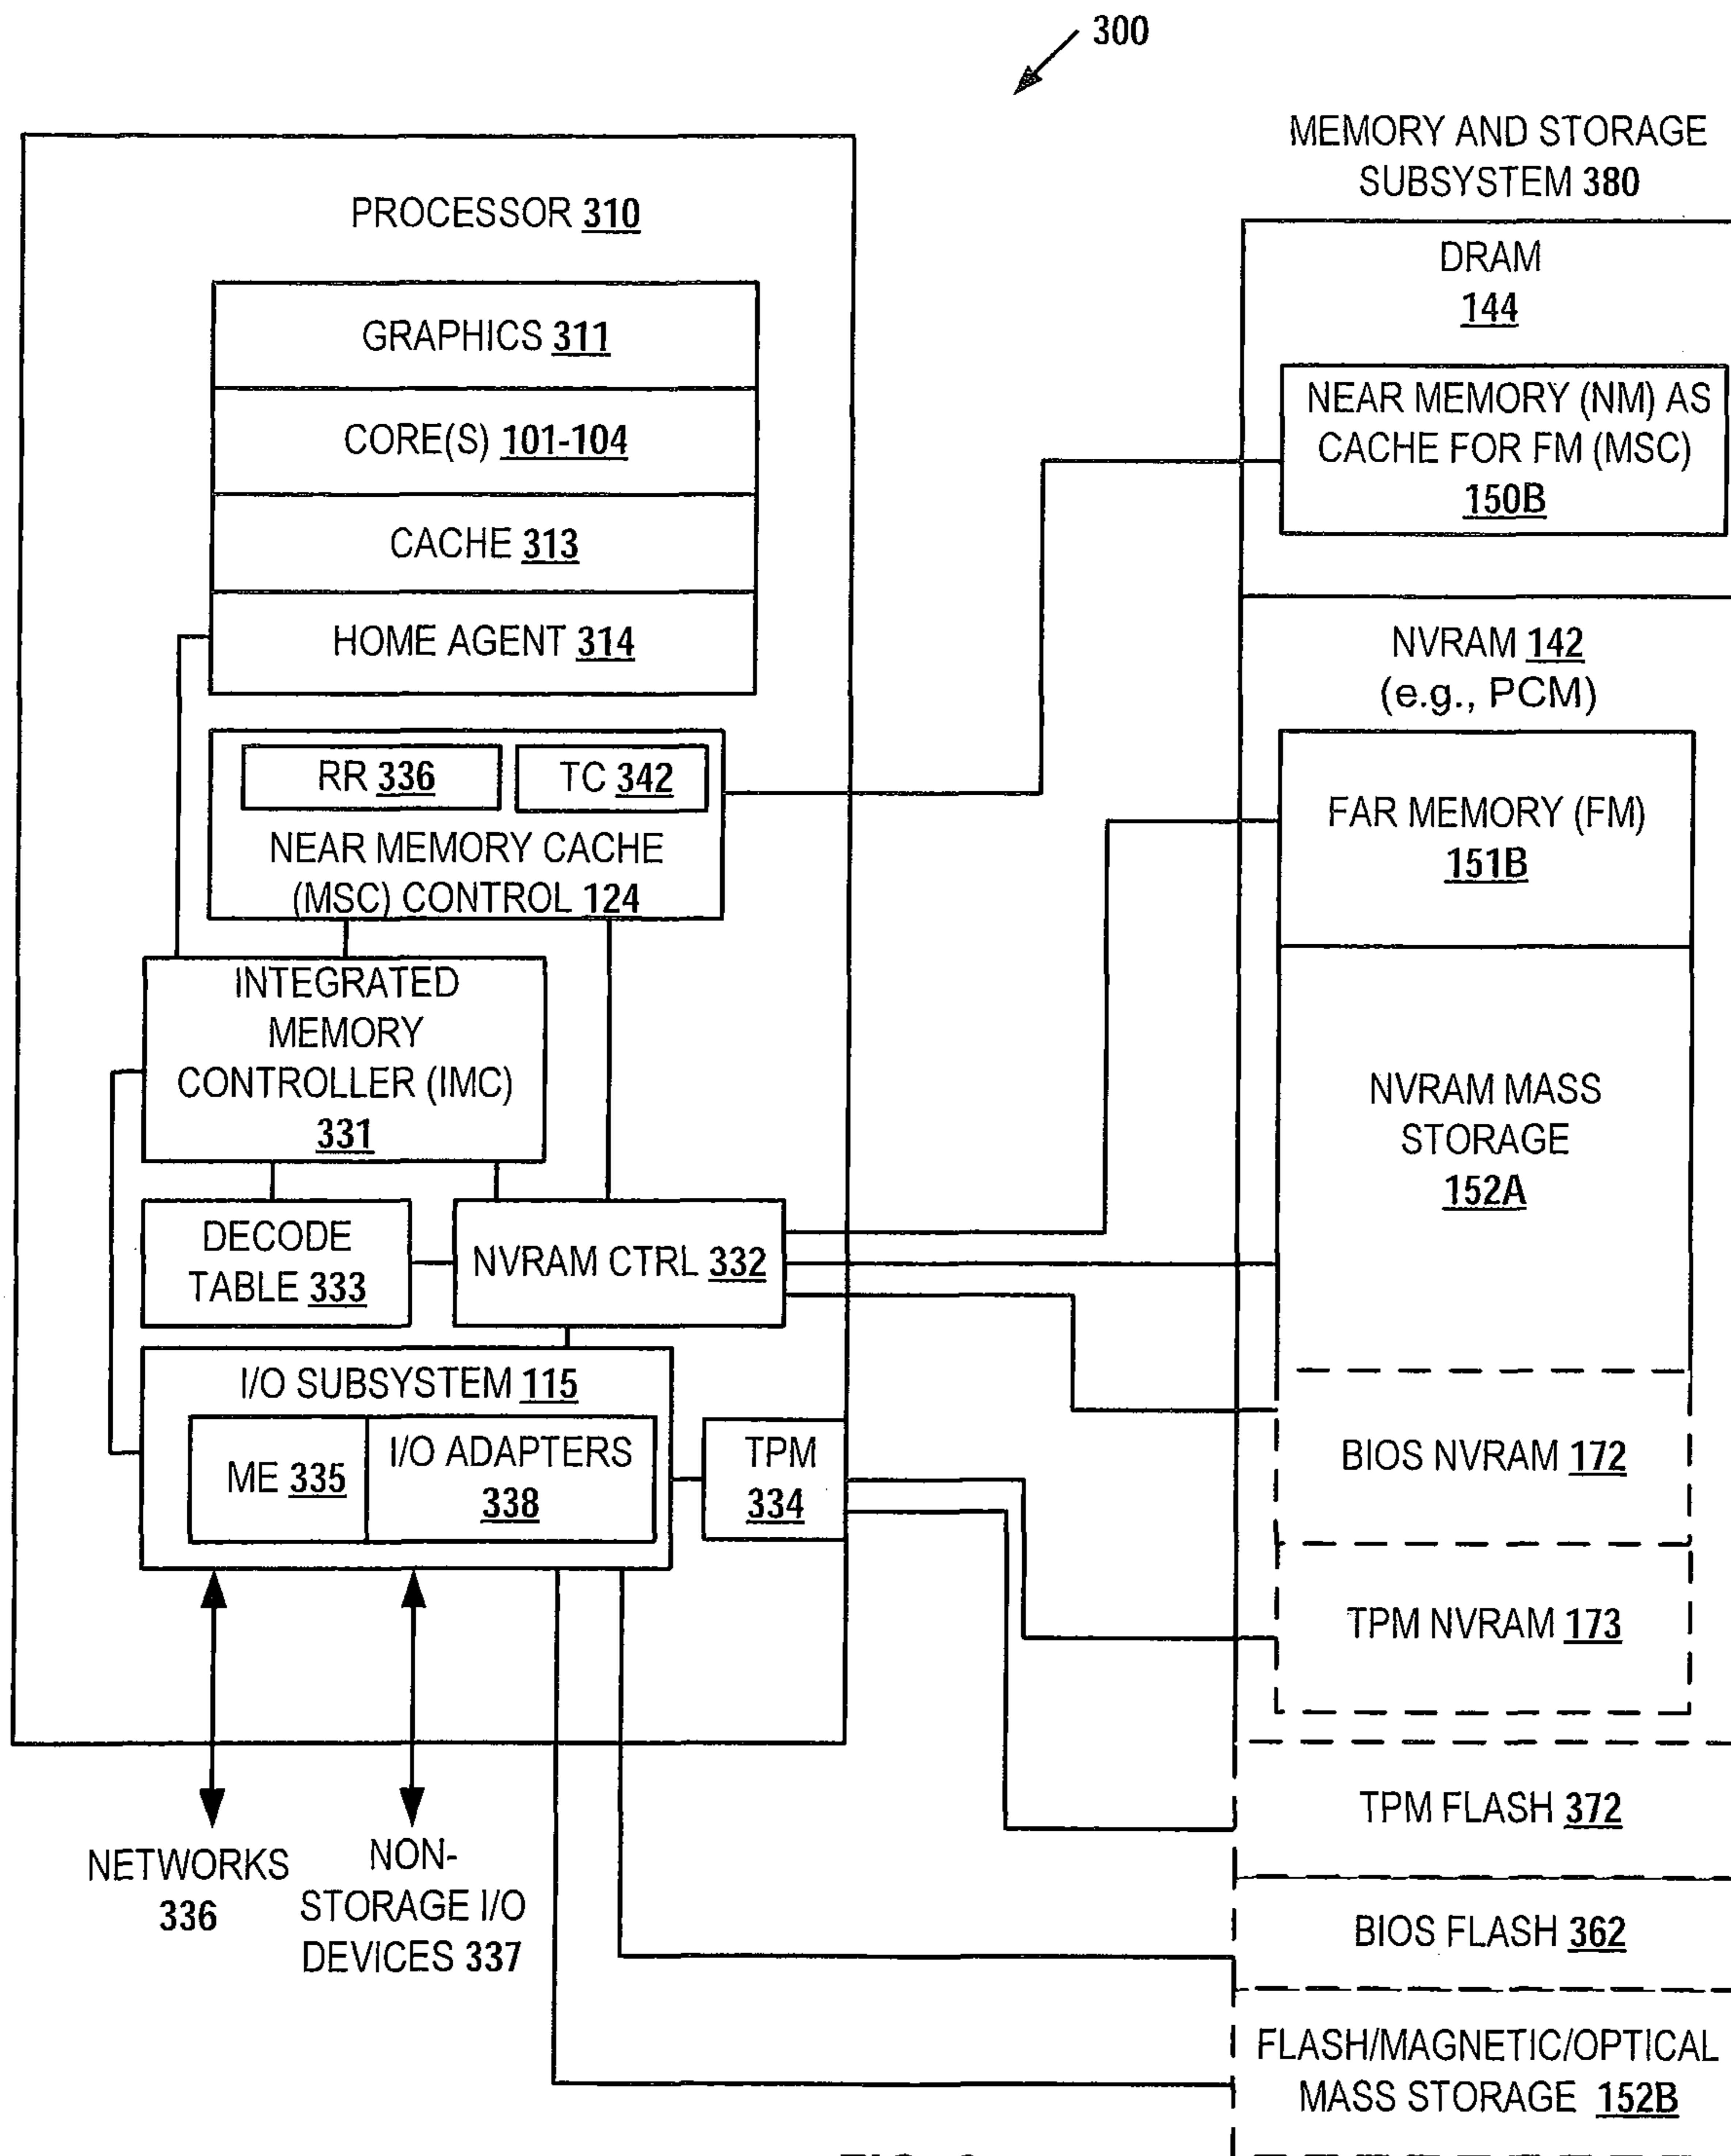 300
PROCESSOR 310
GRAPHICS 311
CORE(S) 101-104
CACHE 313
HOME AGENT 314
RR 336
TC 342
NEAR MEMORY CACHE
(MSC) CONTROL 124
INTEGRATED
MEMORY
CONTROLLER (IMC)
331
DECODE
TABLE 333
NVRAM CTRL 332
I/O SUBSYSTEM 115
ME 335
I/O ADAPTERS
338
TPM
334
NETWORKS
336
NON-
STORAGE I/O
DEVICES 337
MEMORY AND STORAGE
SUBSYSTEM 380
DRAM
144
NEAR MEMORY (NM) AS
CACHE FOR FM (MSC)
150B
NVRAM 142
(e.g., PCM)
FAR MEMORY (FM)
151B
NVRAM MASS
STORAGE
152A
BIOS NVRAM 172
TPM NVRAM 173
TPM FLASH 372
BIOS FLASH 362
FLASH/MAGNETIC/OPTICAL
MASS STORAGE 152B